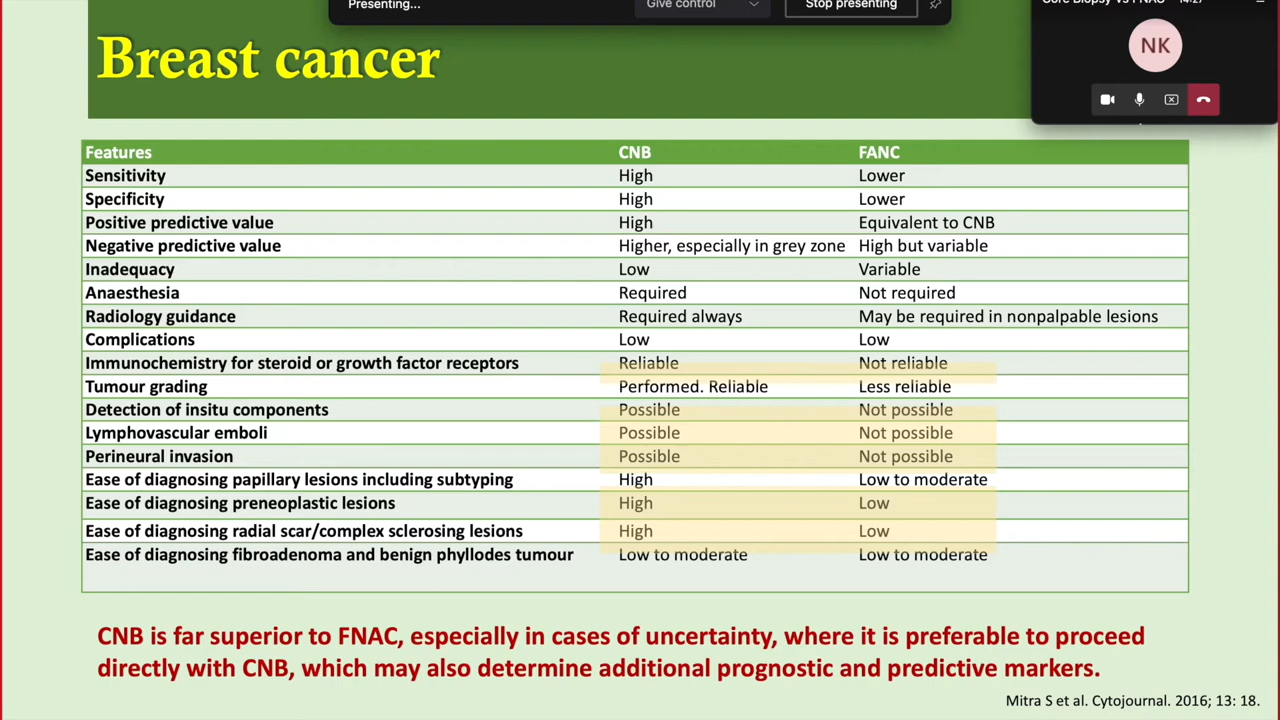 Presenting...
Give control
Stop presenting
14:27
Breast cancer
NK
Features CNB FANC
Sensitivity High Lower
Specificity High Lower
Positive predictive value High Equivalent to CNB
Negative predictive value Higher, especially in grey zone High but variable
Inadequacy Low Variable
Anaesthesia Required Not required
Radiology guidance Required always May be required in nonpalpable lesions
Complications Low Low
Immunochemistry for steroid or growth factor receptors Reliable Not reliable
Tumour grading Performed. Reliable Less reliable
Detection of insitu components Possible Not possible
Lymphovascular emboli Possible Not possible
Perineural invasion Possible Not possible
Ease of diagnosing papillary lesions including subtyping High Low to moderate
Ease of diagnosing preneoplastic lesions High Low
Ease of diagnosing radial scar/complex sclerosing lesions High Low
Ease of diagnosing fibroadenoma and benign phyllodes tumour Low to moderate Low to moderate
CNB is far superior to FNAC, especially in cases of uncertainty, where it is preferable to proceed
directly with CNB, which may also determine additional prognostic and predictive markers.
Mitra S et al. Cytojournal. 2016; 13: 18.